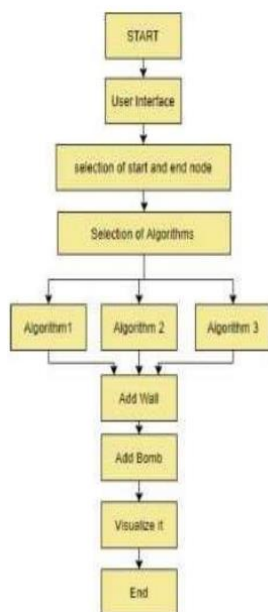 START
User Interface
selection of start and end node
Selection of Algorithms
Algorithm1
Algorithm 2
Algorithm 3
Add Wall
Add Bomb
Visualize it
End